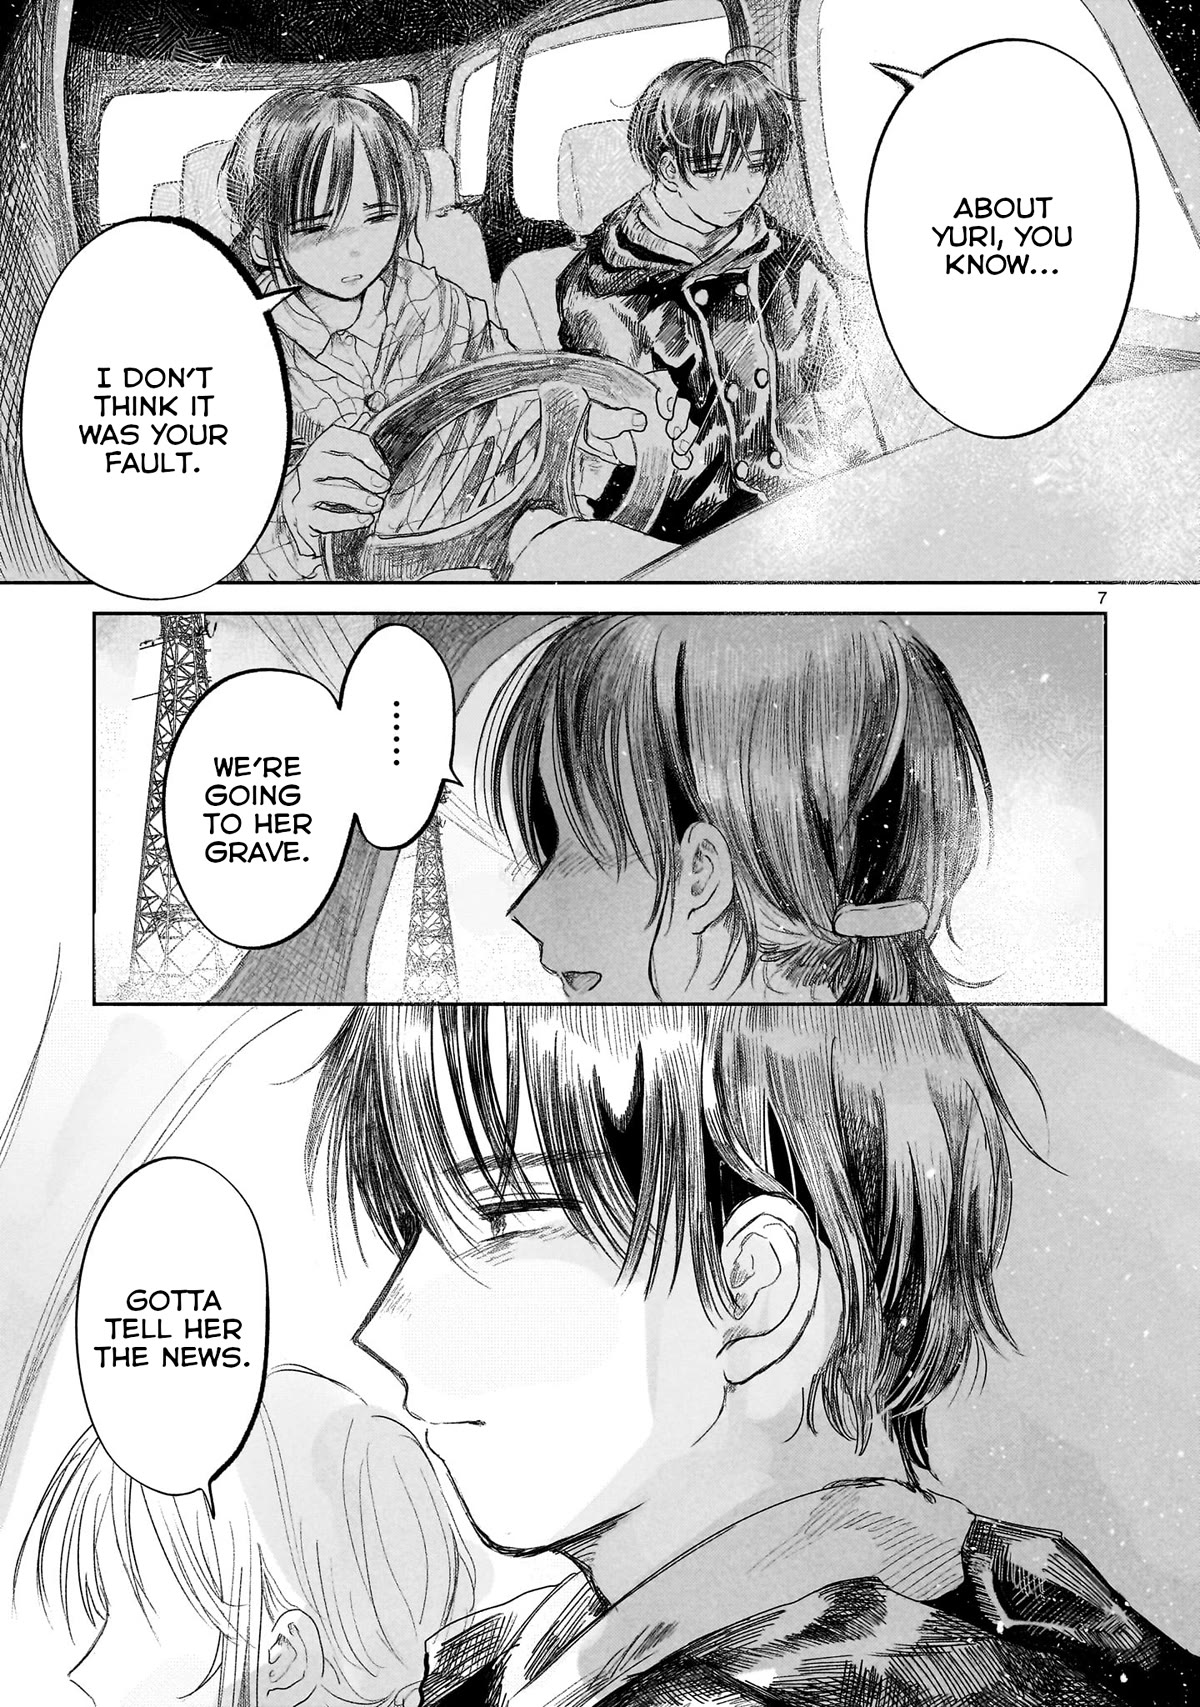 ABOUT
YURI, YOU
KNOW...
I DON'T
THINK IT
WAS YOUR
FAULT.
7
......
WE'RE
GOING
TO HER
GRAVE.
GOTTA
TELL HER
THE NEWS.